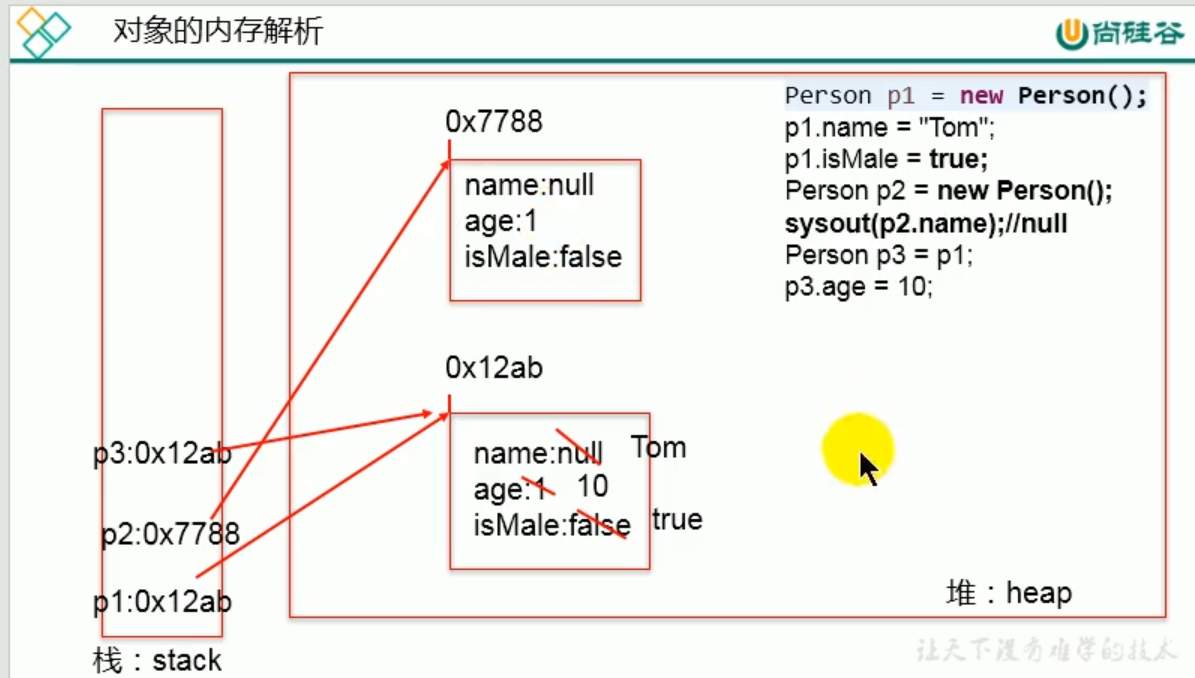 对象的内存解析
尚硅谷
0x7788
name:null
age:1
isMale:false
Person p1 = new Person();
p1.name = "Tom";
p1.isMale = true;
Person p2 = new Person();
sysout(p2.name);//null
Person p3 = p1;
p3.age = 10;
0x12ab
name:null Tom
age:1 10
isMale:false true
p3:0x12ab
p2:0x7788
p1:0x12ab
栈：stack
堆：heap
让天下没有难学的技术